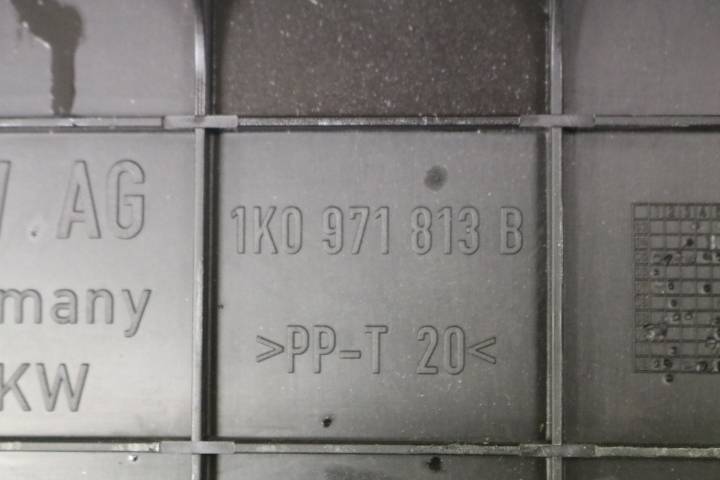 AG
1K0 971 813 B
many
>PP-T 20<
KW